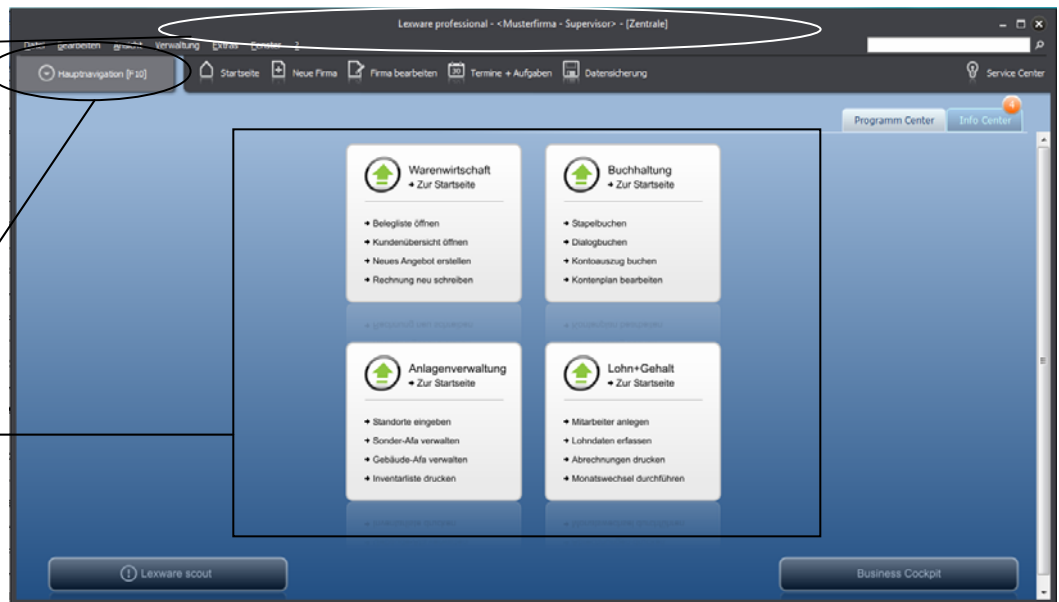 Lexware professional - <Musterfirma - Supervisor> - [Zentrale]
Datei Bearbeiten Ansicht Verwaltung Extras Fenster ?
Hauptnavigation [F10] Startseite Neue Firma Firma bearbeiten 30 Termine + Aufgaben Datensicherung Service Center
Programm Center Info Center 4
Warenwirtschaft
Zur Startseite
Belegliste öffnen
Kundenübersicht öffnen
Neues Angebot erstellen
Rechnung neu schreiben
Buchhaltung
Zur Startseite
Stapelbuchen
Dialogbuchen
Kontoauszug buchen
Kontenplan bearbeiten
Anlagenverwaltung
Zur Startseite
Standorte eingeben
Sonder-Afa verwalten
Gebäude-Afa verwalten
Inventarliste drucken
Lohn+Gehalt
Zur Startseite
Mitarbeiter anlegen
Lohndaten erfassen
Abrechnungen drucken
Monatswechsel durchführen
Lexware scout
Business Cockpit